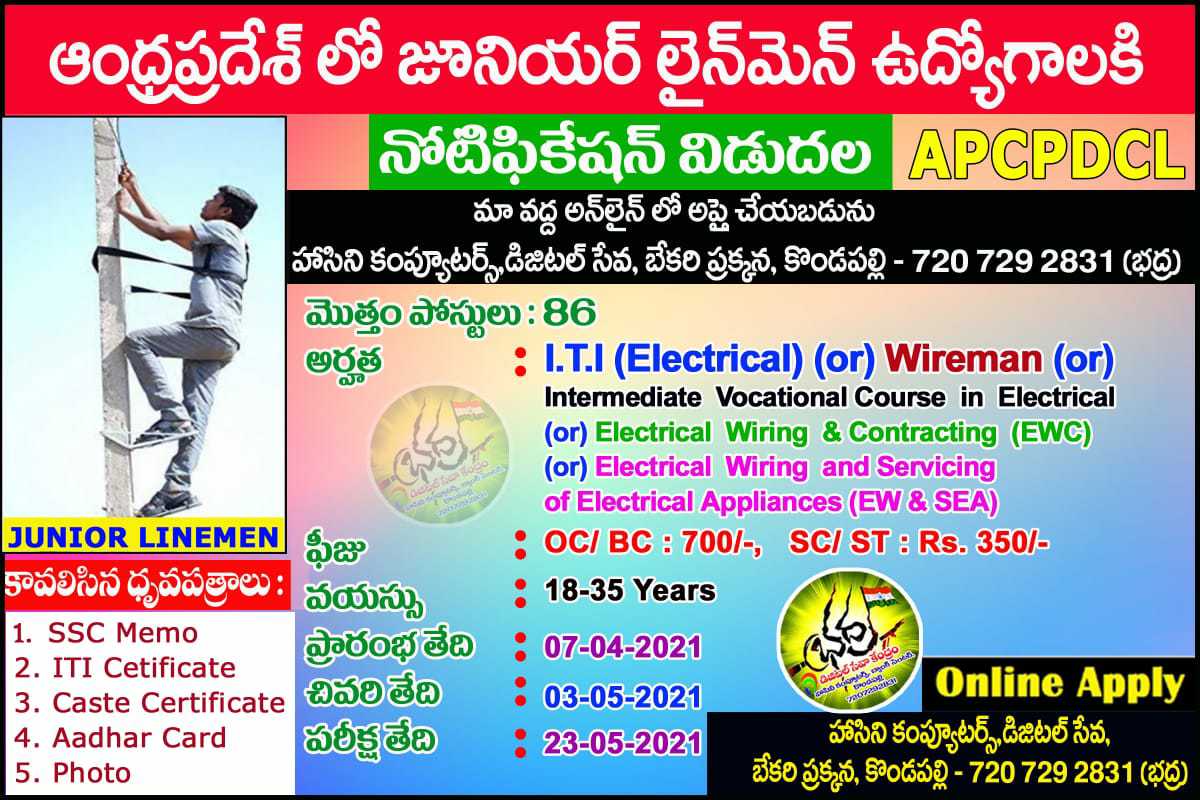 ఆంధ్రప్రదేశ్ లో జూనియర్ లైన్‌మెన్ ఉద్యోగాలకి
నోటిఫికేషన్ విడుదల APCPDCL
మా వద్ద అన్‌లైన్ లో అప్లై చేయబడును
హాసిని కంప్యూటర్స్,డిజిటల్ సేవ, బేకరి ప్రక్కన, కొండపల్లి - 720 729 2831 (భద్ర)
మొత్తం పోస్టులు : 86
అర్హత : I.T.I (Electrical) (or) Wireman (or)
Intermediate Vocational Course in Electrical
(or) Electrical Wiring & Contracting (EWC)
(or) Electrical Wiring and Servicing
of Electrical Appliances (EW & SEA)
ఫీజు : OC/ BC : 700/-, SC/ ST : Rs. 350/-
వయస్సు : 18-35 Years
ప్రారంభ తేది : 07-04-2021
చివరి తేది : 03-05-2021
పరీక్ష తేది : 23-05-2021
JUNIOR LINEMEN
కావలిసిన ధృవపత్రాలు :
1. SSC Memo
2. ITI Cetificate
3. Caste Certificate
4. Aadhar Card
5. Photo
భద్ర
డిజిటల్ సేవా కేంద్రం
కొండపల్లి
7207292831
Online Apply
హాసిని కంప్యూటర్స్,డిజిటల్ సేవ,
బేకరి ప్రక్కన, కొండపల్లి - 720 729 2831 (భద్ర)